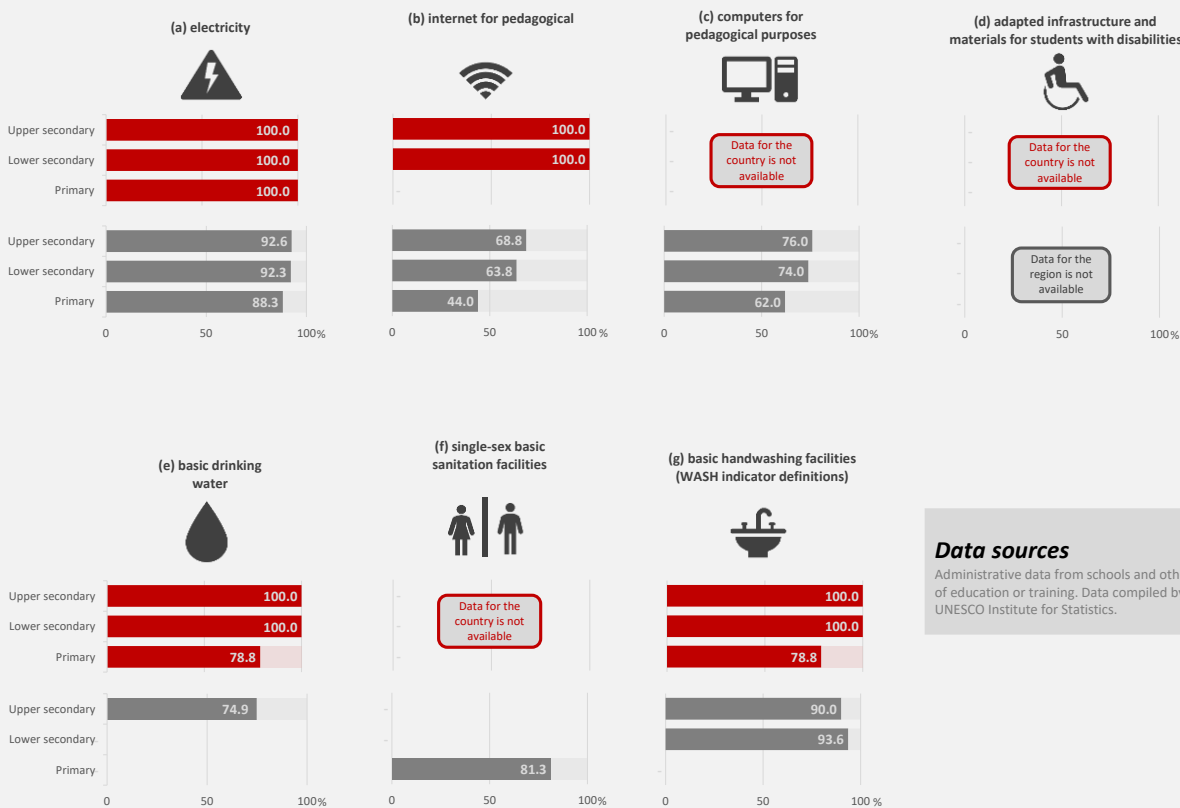 (a) electricity
(b) internet for pedagogical
(c) computers for
pedagogical purposes
(d) adapted infrastructure and
materials for students with disabilities
Upper secondary
100.0
100.0
Lower secondary
100.0
100.0
Primary
100.0
Data for the
country is not
available
Data for the
country is not
available
Upper secondary
92.6
68.8
76.0
Lower secondary
92.3
63.8
74.0
Primary
88.3
44.0
62.0
Data for the
region is not
available
0 50 100%
0 50 100%
0 50 100%
0 50 100%
(e) basic drinking
water
(f) single-sex basic
sanitation facilities
(g) basic handwashing facilities
(WASH indicator definitions)
Upper secondary
100.0
100.0
Lower secondary
100.0
100.0
Primary
78.8
78.8
Data for the
country is not
available
Upper secondary
74.9
90.0
Lower secondary
93.6
Primary
81.3
0 50 100%
0 50 100%
0 50 100%
Data sources
Administrative data from schools and oth
of education or training. Data compiled b
UNESCO Institute for Statistics.